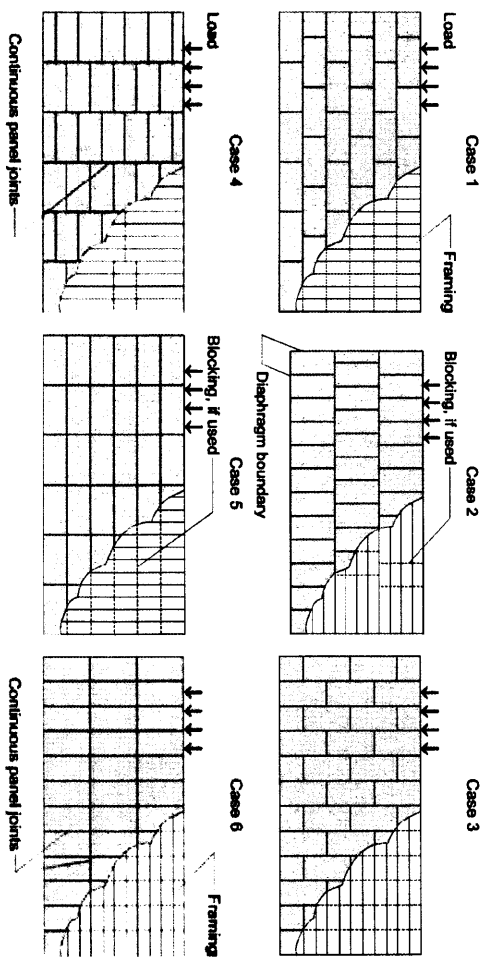 Case 1
Load
Framing
Case 2
Blocking, if used
Diaphragm boundary
Case 3
Case 4
Load
Continuous panel joints
Case 5
Blocking, if used
Case 6
Framing
Continuous panel joints